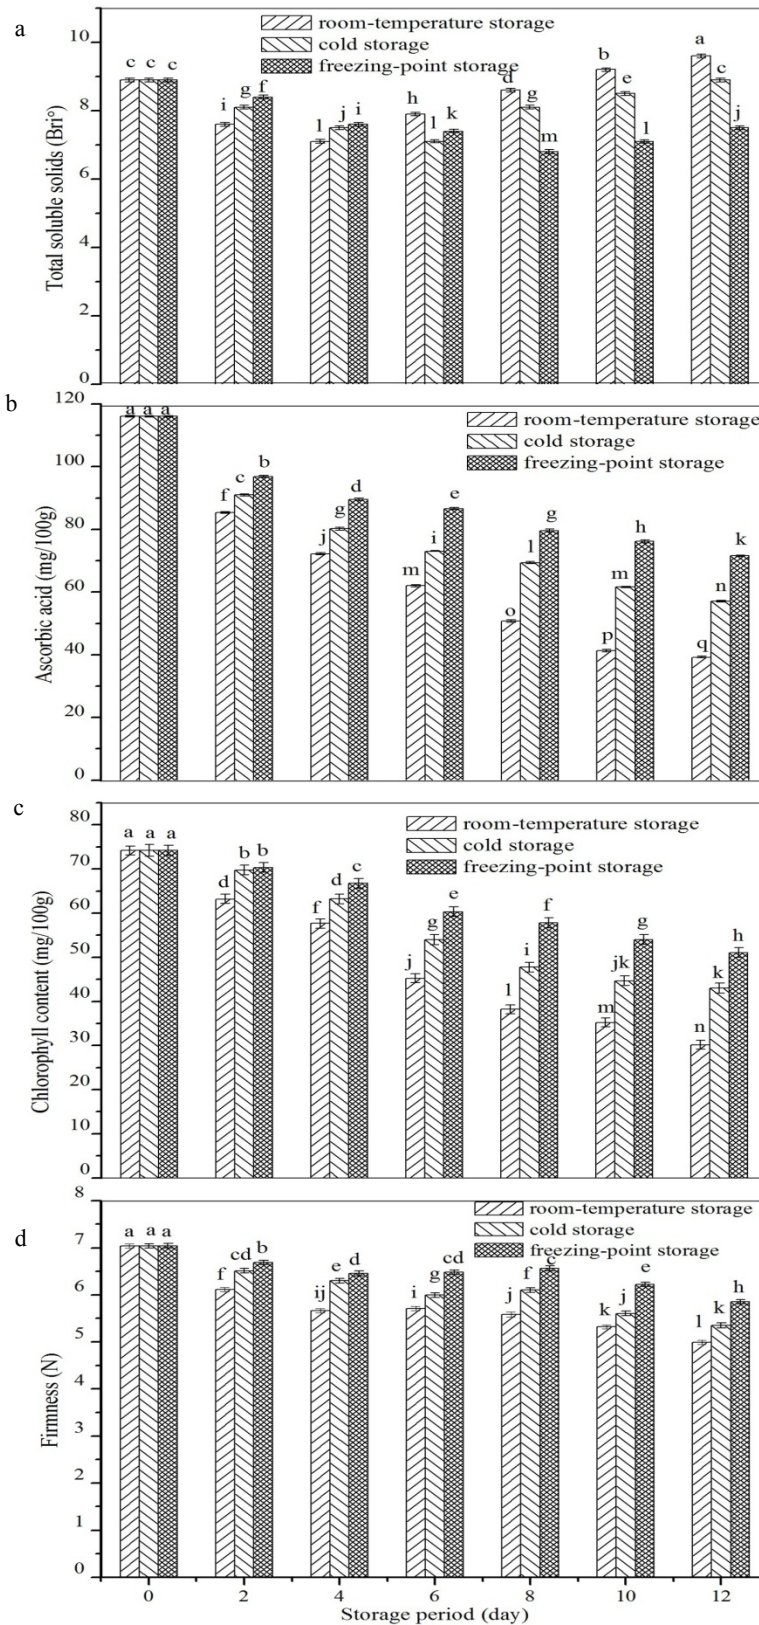 a
room-temperature storage
cold storage
freezing-point storage
Total soluble solids (Bri°)
10
8
6
4
2
0
c c c
i g f
l j i
h l k
d g m
b e l
a c j
b
room-temperature storage
cold storage
freezing-point storage
Ascorbic acid (mg/100g)
120
100
80
60
40
20
0
a a a
f c b
j g d
m i e
o l g
p m h
q n k
c
room-temperature storage
cold storage
freezing-point storage
Chlorophyll content (mg/100g)
80
70
60
50
40
30
20
10
0
a a a
d b b
f d c
j g e
l i f
m jk g
n k h
d
room-temperature storage
cold storage
freezing-point storage
Firmness (N)
8
7
6
5
4
3
2
1
0
a a a
f cd b
ij e d
i g cd
j f c
k j e
l k h
0 2 4 6 8 10 12
Storage period (day)